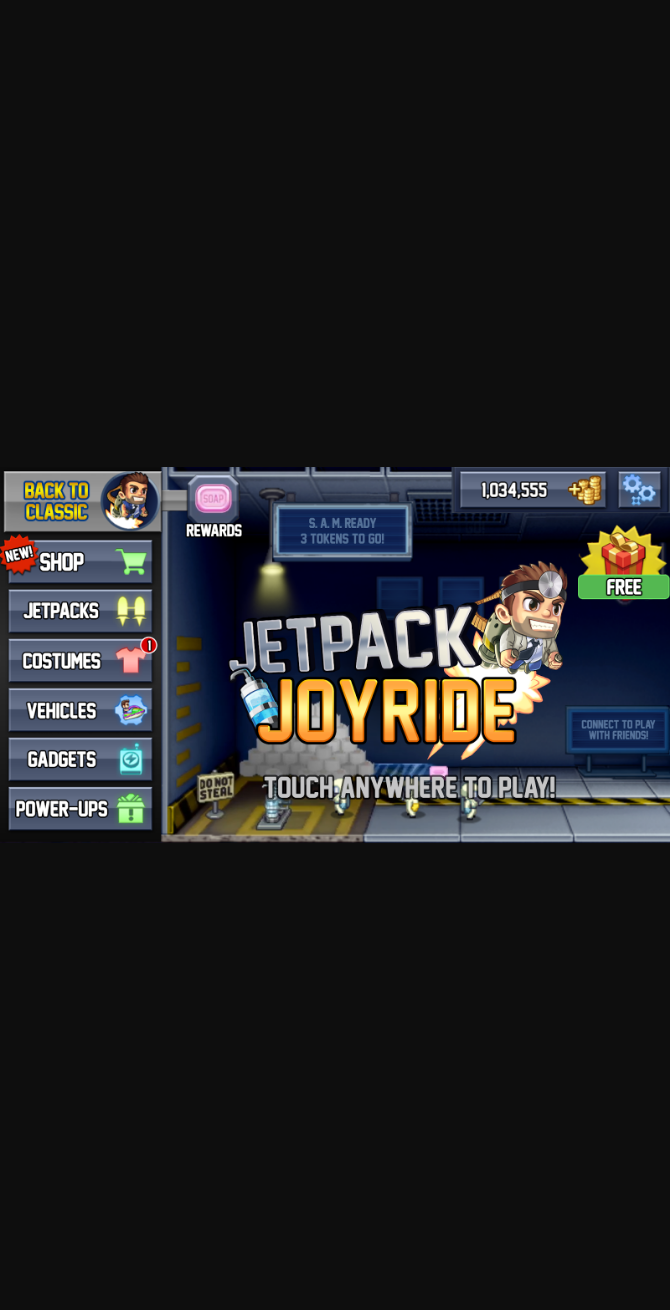 BACK TO
CLASSIC
NEW!
SHOP
JETPACKS
COSTUMES
1
VEHICLES
GADGETS
POWER-UPS
SOAP
REWARDS
S. A. M. READY
3 TOKENS TO GO!
1,034,555
FREE
JETPACK
JOYRIDE
CONNECT TO PLAY
WITH FRIENDS!
DO NOT
STEAL
TOUCH ANYWHERE TO PLAY!